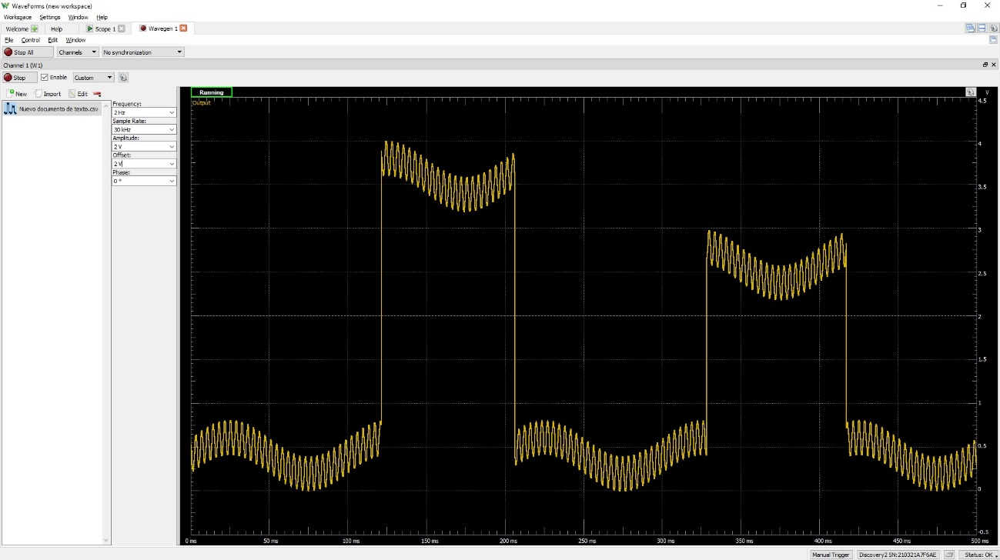 WaveForms (new workspace)
Workspace Settings Window Help
Welcome Help Scope 1 Wavegen 1
File Control Edit Window
Stop All Channels No synchronization
Channel 1 (W1)
Stop Enable Custom
New Import Edit
Nuevo documento de texto.csv
Frequency:
2 Hz
Sample Rate:
30 kHz
Amplitude:
2 V
Offset:
2 V
Phase:
0 °
Running
Output
V
4.5
4
3.5
3
2.5
2
1.5
1
0.5
0
-0.5
0 ms 50 ms 100 ms 150 ms 200 ms 250 ms 300 ms 350 ms 400 ms 450 ms 500 ms
Manual Trigger Discovery2 SN:210321A7F6AE Status: OK